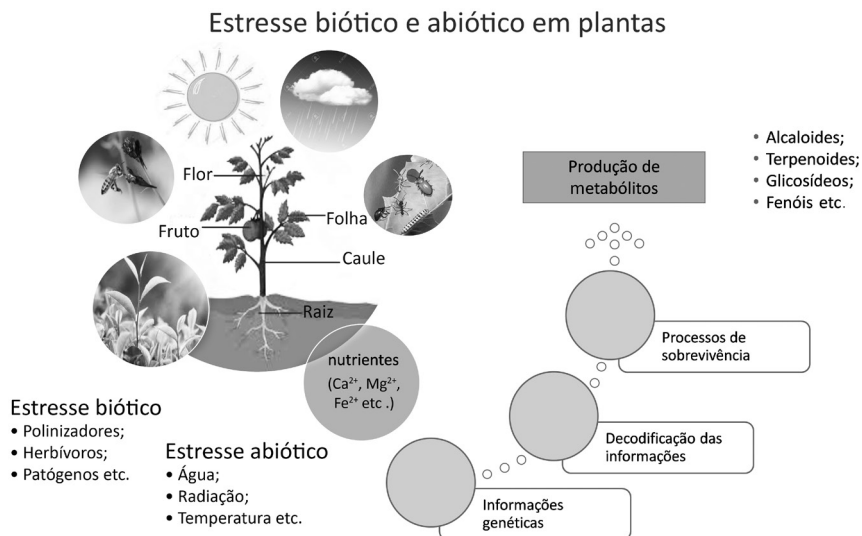 Estresse biótico e abiótico em plantas
Flor
Fruto
Folha
Caule
Raiz
nutrientes
(Ca²⁺, Mg²⁺,
Fe²⁺ etc .)
Estresse biótico
• Polinizadores;
• Herbívoros;
• Patógenos etc.
Estresse abiótico
• Água;
• Radiação;
• Temperatura etc.
Produção de
metabólitos
• Alcaloides;
• Terpenoides;
• Glicosídeos;
• Fenóis etc.
Processos de
sobrevivência
Decodificação das
informações
Informações
genéticas